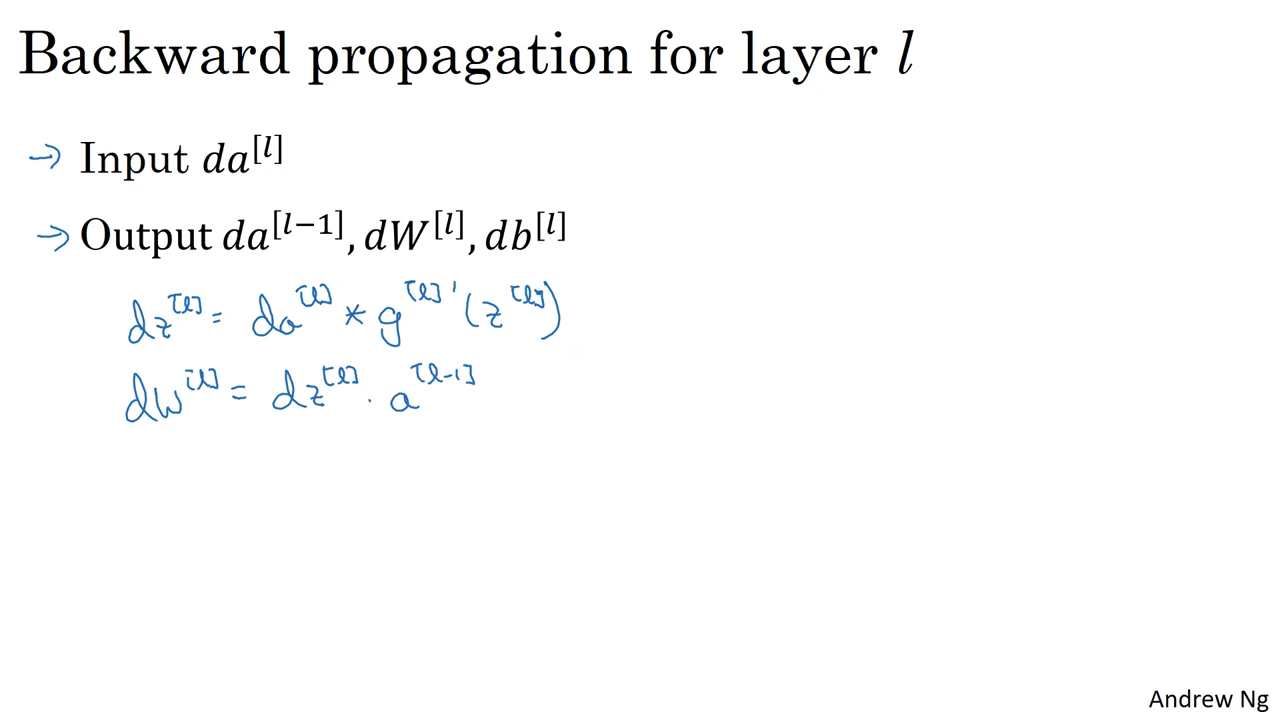 Backward propagation for layer l
→ Input da^[l]
→ Output da^[l−1], dW^[l], db^[l]
dz^[l] = da^[l] * g^[l]'(z^[l])
dW^[l] = dz^[l] · a^[l-1]
Andrew Ng